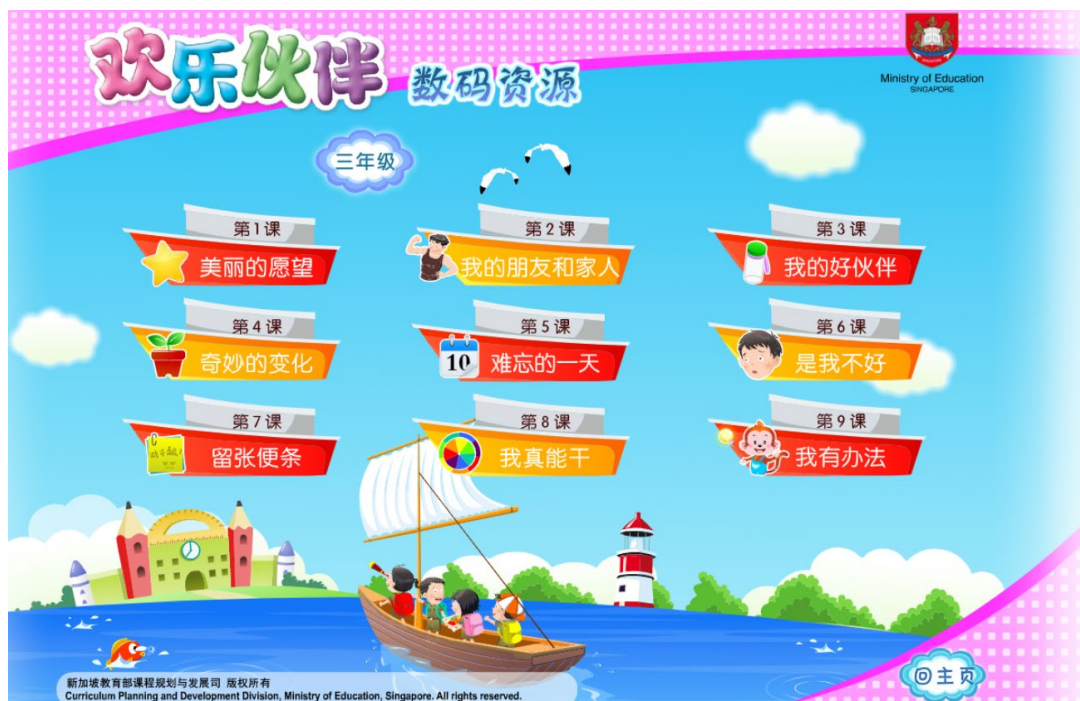 欢乐伙伴 数码资源
Ministry of Education
SINGAPORE
三年级
第1课
美丽的愿望
第2课
我的朋友和家人
第3课
我的好伙伴
第4课
奇妙的变化
第5课
10
难忘的一天
第6课
是我不好
第7课
留张便条
第8课
我真能干
第9课
我有办法
新加坡教育部课程规划与发展司 版权所有
Curriculum Planning and Development Division, Ministry of Education, Singapore. All rights reserved.
回主页